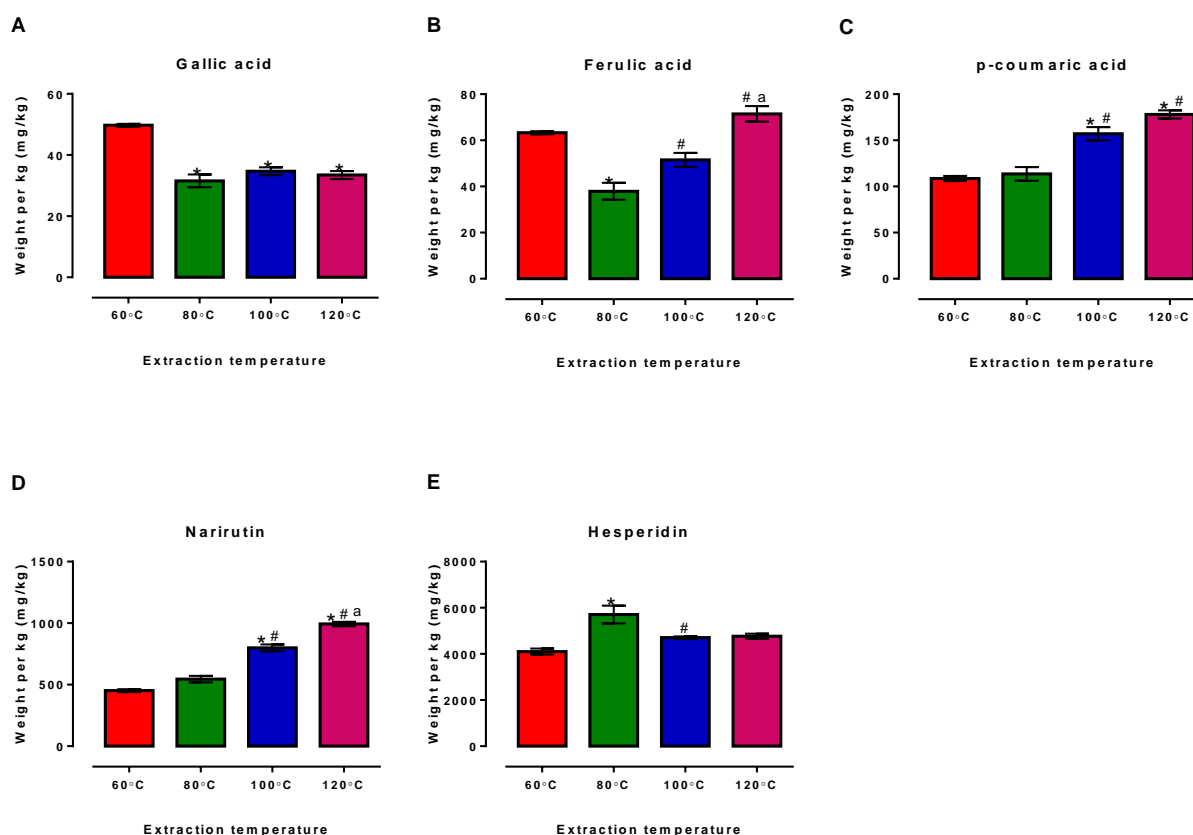 A
Gallic acid
Weight per kg (mg/kg)
60
40
20
0
*
*
*
60°C 80°C 100°C 120°C
Extraction temperature
B
Ferulic acid
Weight per kg (mg/kg)
80
60
40
20
0
*
#
# a
60°C 80°C 100°C 120°C
Extraction temperature
C
p-coumaric acid
Weight per kg (mg/kg)
200
150
100
50
0
* #
* #
60°C 80°C 100°C 120°C
Extraction temperature
D
Narirutin
Weight per kg (mg/kg)
1500
1000
500
0
* #
* # a
60°C 80°C 100°C 120°C
Extraction temperature
E
Hesperidin
Weight per kg (mg/kg)
8000
6000
4000
2000
0
*
#
60°C 80°C 100°C 120°C
Extraction temperature